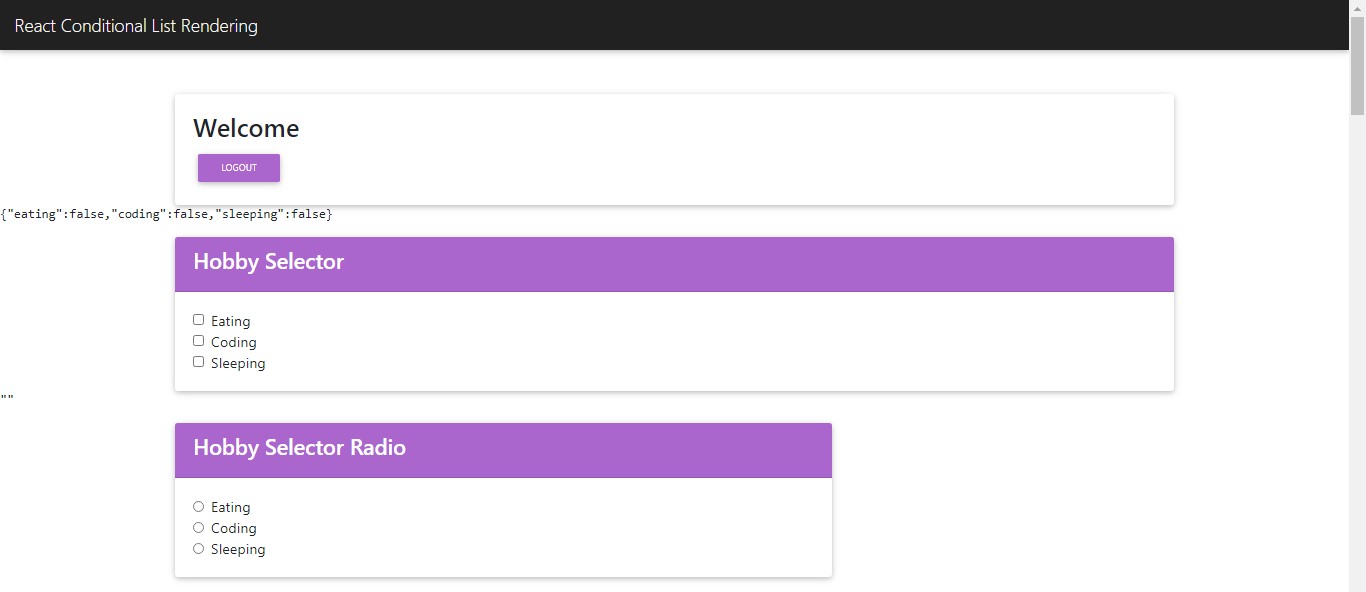 React Conditional List Rendering
Welcome
LOGOUT
{"eating":false,"coding":false,"sleeping":false}
Hobby Selector
Eating
Coding
Sleeping
""
Hobby Selector Radio
Eating
Coding
Sleeping